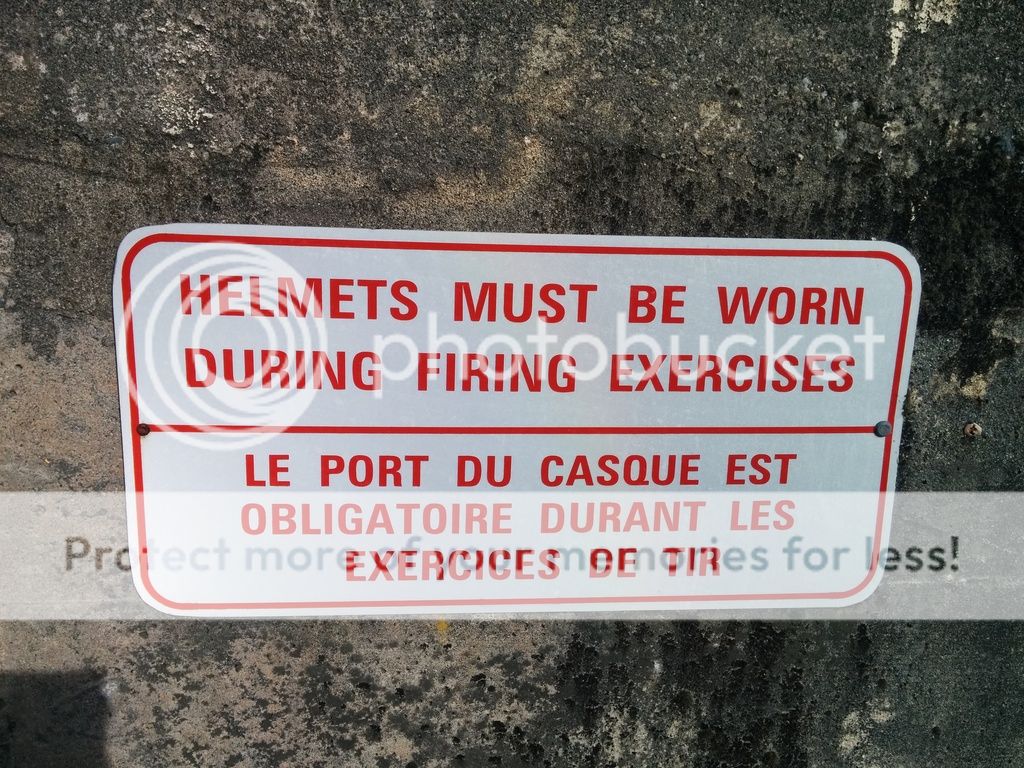 HELMETS MUST BE WORN
DURING FIRING EXERCISES
photobucket
LE PORT DU CASQUE EST
OBLIGATOIRE DURANT LES
EXERCICES DE TIR
Protect more of your memories for less!